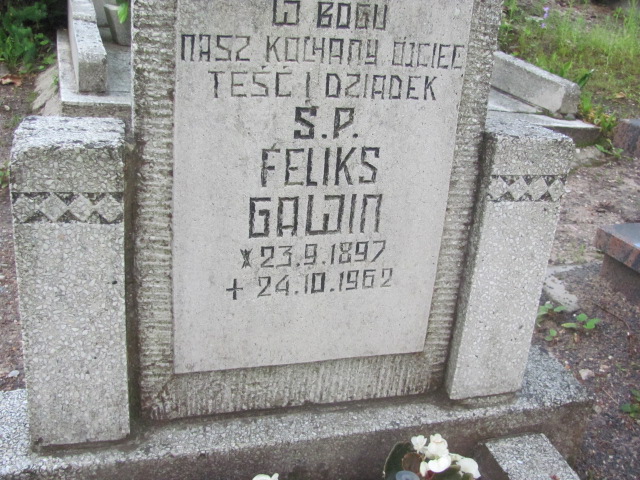 W BOGU
NASZ KOCHANY OJCIEC
TEŚĆ I DZIADEK
Ś.P.
FELIKS
GAWIN
* 23.9.1897
+ 24.10.1962